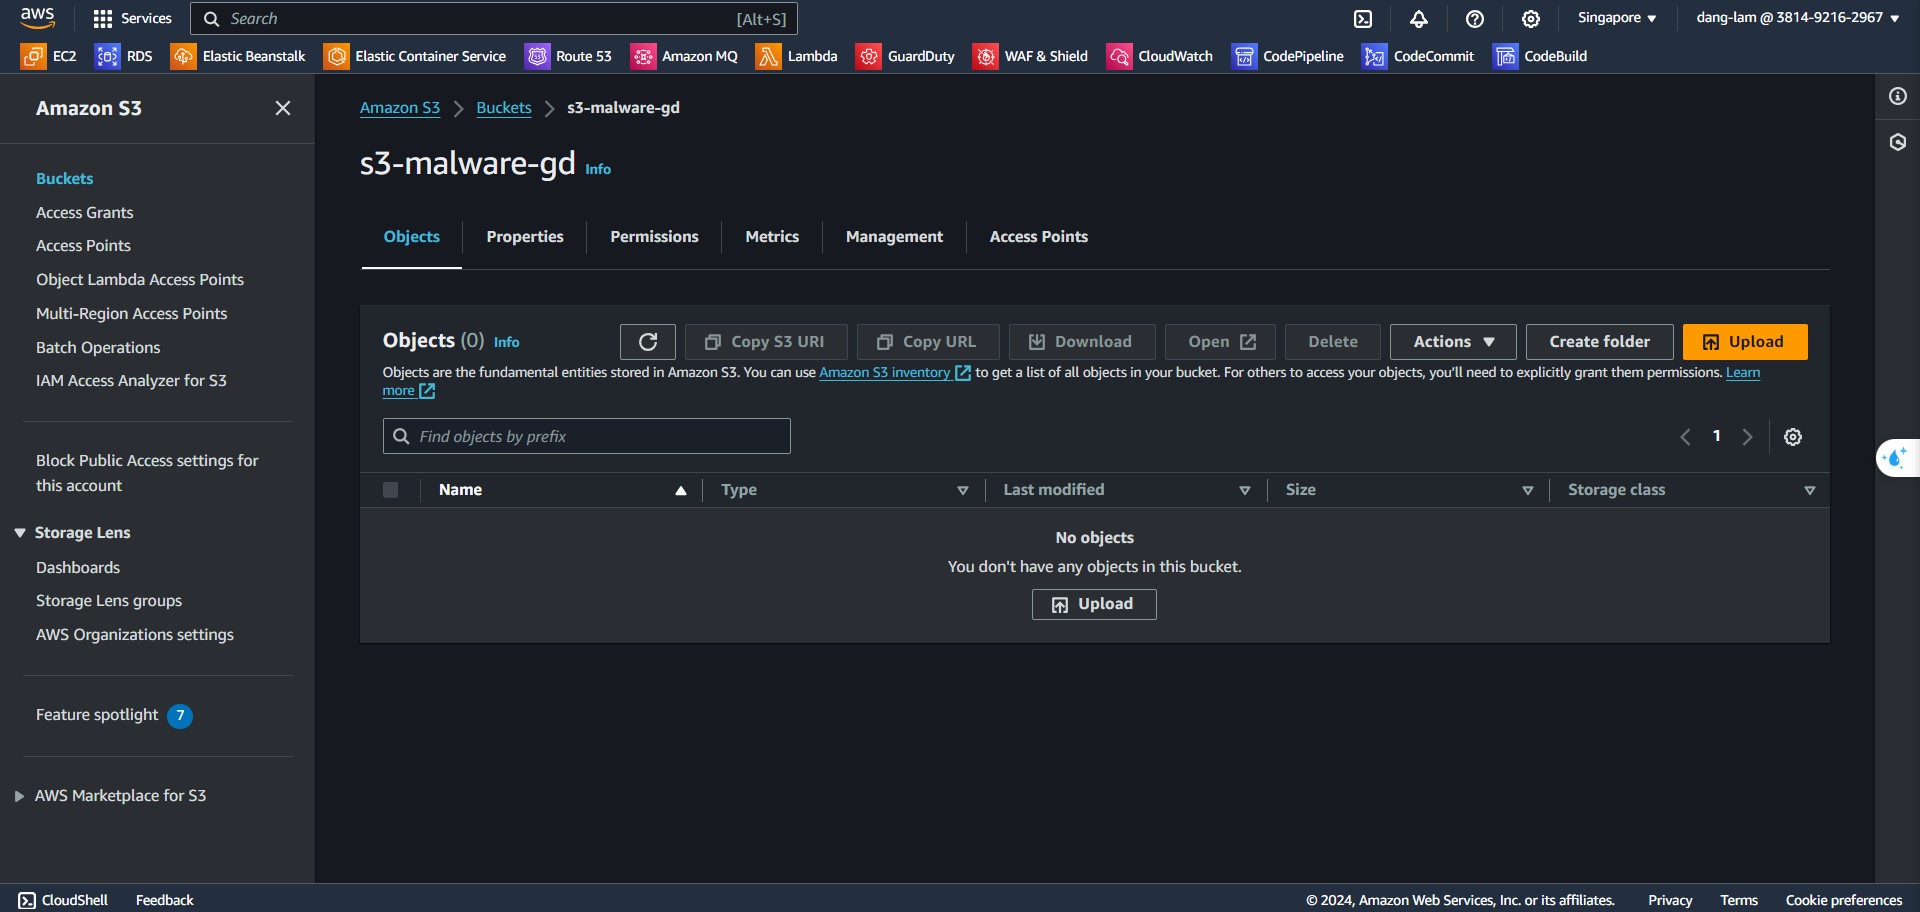 aws
Services
Search
[Alt+S]
Singapore
dang-lam @ 3814-9216-2967
EC2
RDS
Elastic Beanstalk
Elastic Container Service
Route 53
Amazon MQ
Lambda
GuardDuty
WAF & Shield
CloudWatch
CodePipeline
CodeCommit
CodeBuild
Amazon S3
Buckets
Access Grants
Access Points
Object Lambda Access Points
Multi-Region Access Points
Batch Operations
IAM Access Analyzer for S3
Block Public Access settings for
this account
Storage Lens
Dashboards
Storage Lens groups
AWS Organizations settings
Feature spotlight 7
AWS Marketplace for S3
Amazon S3
Buckets
s3-malware-gd
s3-malware-gd Info
Objects
Properties
Permissions
Metrics
Management
Access Points
Objects (0) Info
Copy S3 URI
Copy URL
Download
Open
Delete
Actions
Create folder
Upload
Objects are the fundamental entities stored in Amazon S3. You can use Amazon S3 inventory to get a list of all objects in your bucket. For others to access your objects, you'll need to explicitly grant them permissions. Learn
more
Find objects by prefix
1
Name
Type
Last modified
Size
Storage class
No objects
You don't have any objects in this bucket.
Upload
CloudShell
Feedback
© 2024, Amazon Web Services, Inc. or its affiliates.
Privacy
Terms
Cookie preferences